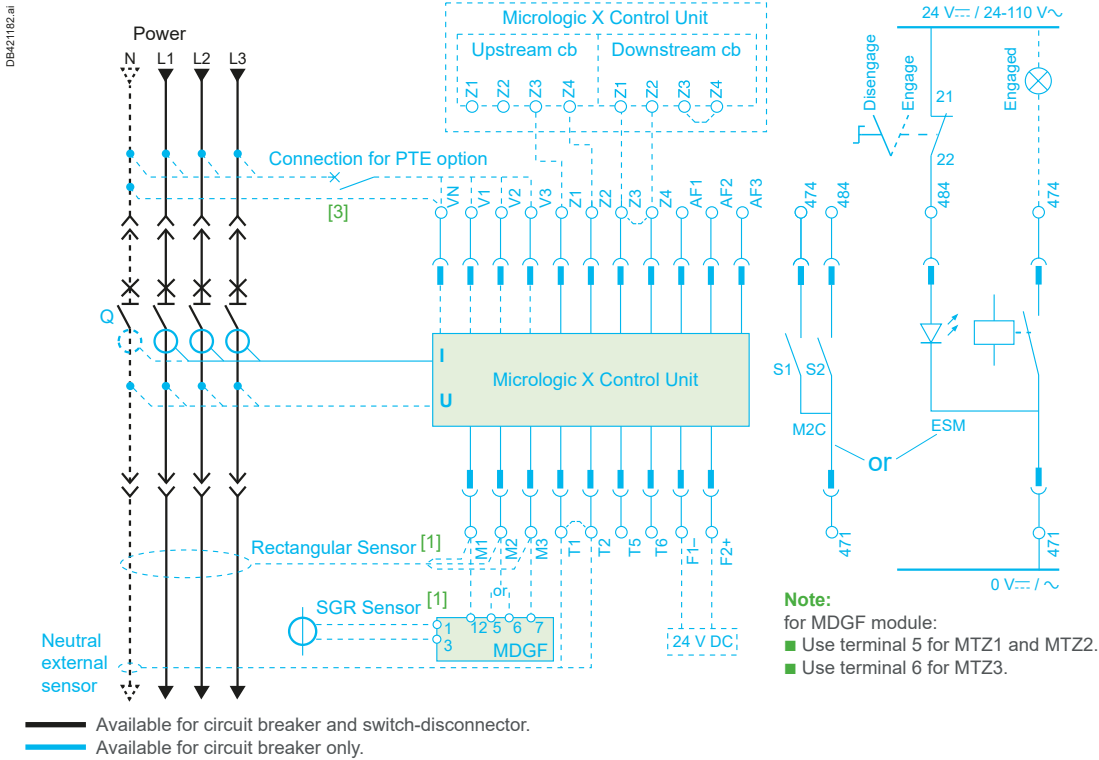 DB421182.ai
Power
N L1 L2 L3
Micrologic X Control Unit
Upstream cb Downstream cb
Z1 Z2 Z3 Z4 Z1 Z2 Z3 Z4
24 V⎓ / 24-110 V∼
Disengage
Engage
Engaged
21
22
Connection for PTE option
[3]
VN V1 V2 V3 Z1 Z2 Z3 Z4 AF1 AF2 AF3
474 484 484 474
Q
I
Micrologic X Control Unit
U
S1 S2
M2C
ESM
or
Rectangular Sensor [1]
M1 M2 M3 T1 T2 T5 T6 F1– F2+
471 471
0 V⎓ / ∼
SGR Sensor [1]
or
1 12 5 6 7
3
MDGF
24 V DC
Neutral
external
sensor
Note:
for MDGF module:
■ Use terminal 5 for MTZ1 and MTZ2.
■ Use terminal 6 for MTZ3.
Available for circuit breaker and switch-disconnector.
Available for circuit breaker only.